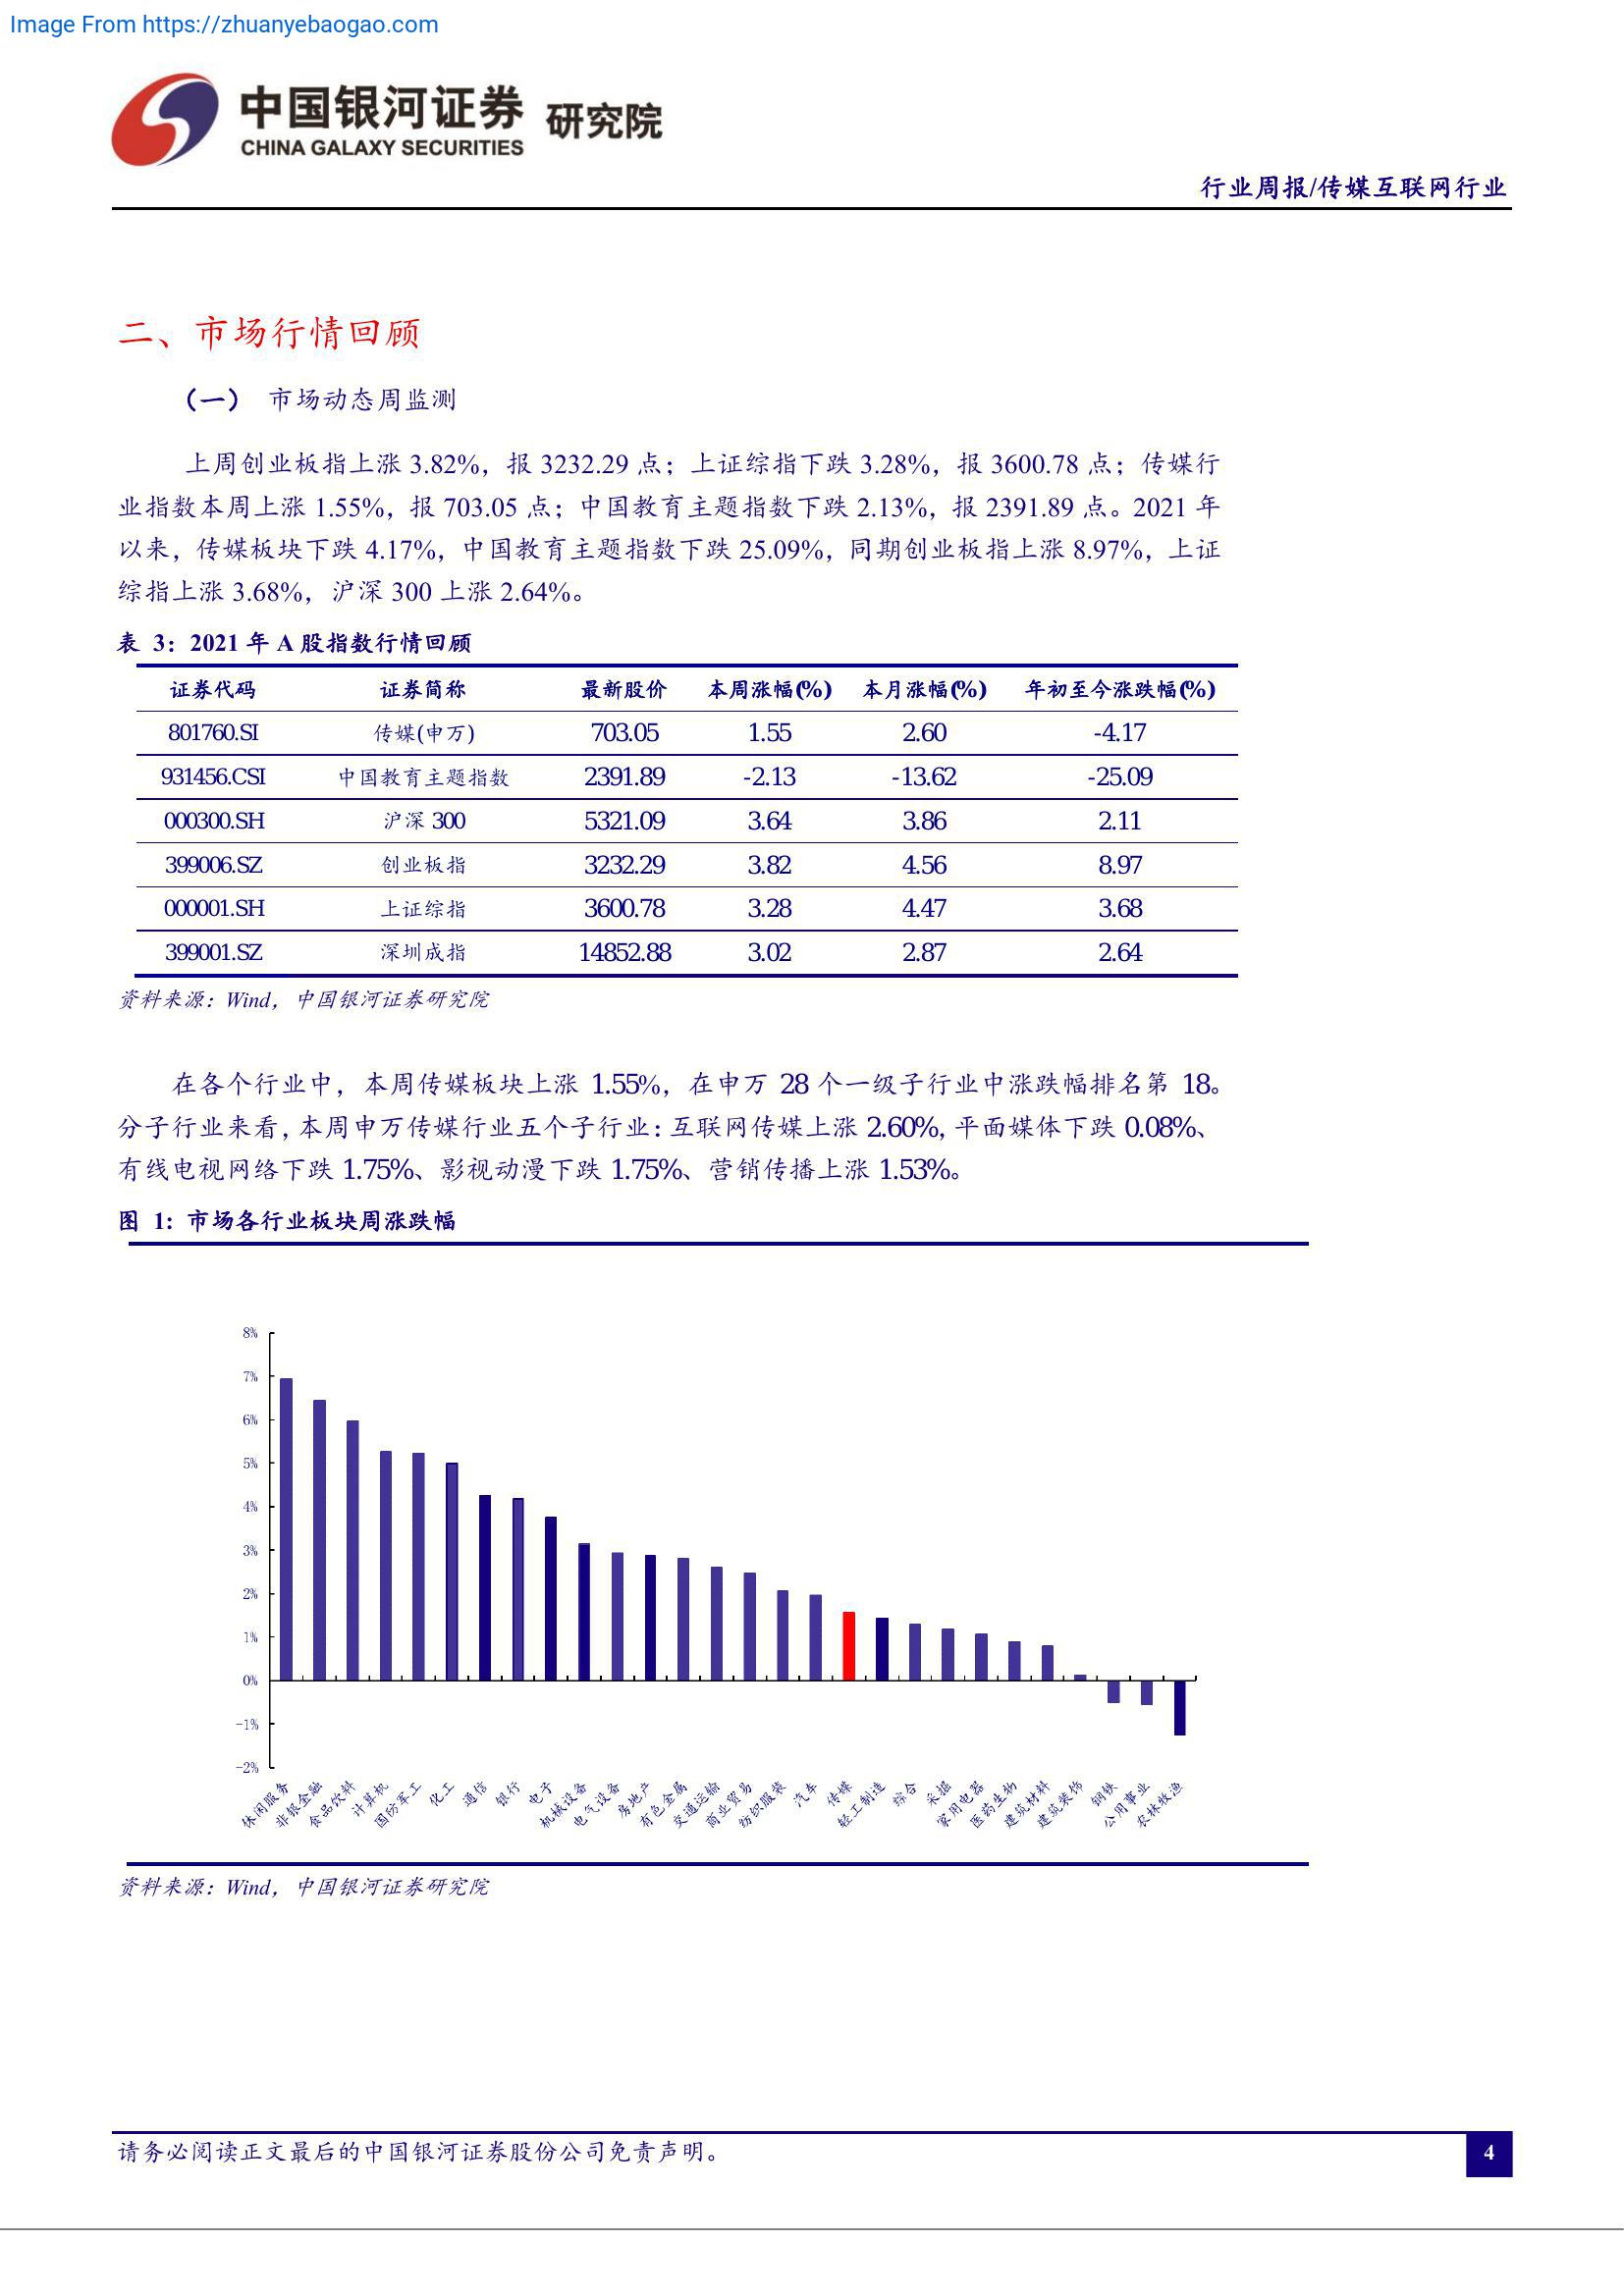 Image From https://zhuanyebaogao.com
中国银河证券 研究院
CHINA GALAXY SECURITIES
行业周报/传媒互联网行业
二、市场行情回顾
（一） 市场动态周监测
上周创业板指上涨 3.82%，报 3232.29 点；上证综指下跌 3.28%，报 3600.78 点；传媒行
业指数本周上涨 1.55%，报 703.05 点；中国教育主题指数下跌 2.13%，报 2391.89 点。2021 年
以来，传媒板块下跌 4.17%，中国教育主题指数下跌 25.09%，同期创业板指上涨 8.97%，上证
综指上涨 3.68%，沪深 300 上涨 2.64%。
表 3：2021 年 A 股指数行情回顾
证券代码 证券简称 最新股价 本周涨幅(%) 本月涨幅(%) 年初至今涨跌幅(%)
801760.SI 传媒(申万) 703.05 1.55 2.60 -4.17
931456.CSI 中国教育主题指数 2391.89 -2.13 -13.62 -25.09
000300.SH 沪深 300 5321.09 3.64 3.86 2.11
399006.SZ 创业板指 3232.29 3.82 4.56 8.97
000001.SH 上证综指 3600.78 3.28 4.47 3.68
399001.SZ 深圳成指 14852.88 3.02 2.87 2.64
资料来源：Wind，中国银河证券研究院
在各个行业中，本周传媒板块上涨 1.55%，在申万 28 个一级子行业中涨跌幅排名第 18。
分子行业来看，本周申万传媒行业五个子行业：互联网传媒上涨 2.60%，平面媒体下跌 0.08%、
有线电视网络下跌 1.75%、影视动漫下跌 1.75%、营销传播上涨 1.53%。
图 1: 市场各行业板块周涨跌幅
8%
7%
6%
5%
4%
3%
2%
1%
0%
-1%
-2%
休闲服务 非银金融 食品饮料 计算机 国防军工 化工 通信 银行 电子 机械设备 电气设备 房地产 有色金属 交通运输 商业贸易 纺织服装 汽车 传媒 轻工制造 综合 采掘 家用电器 医药生物 建筑材料 建筑装饰 钢铁 公用事业 农林牧渔
资料来源：Wind，中国银河证券研究院
请务必阅读正文最后的中国银河证券股份公司免责声明。
4